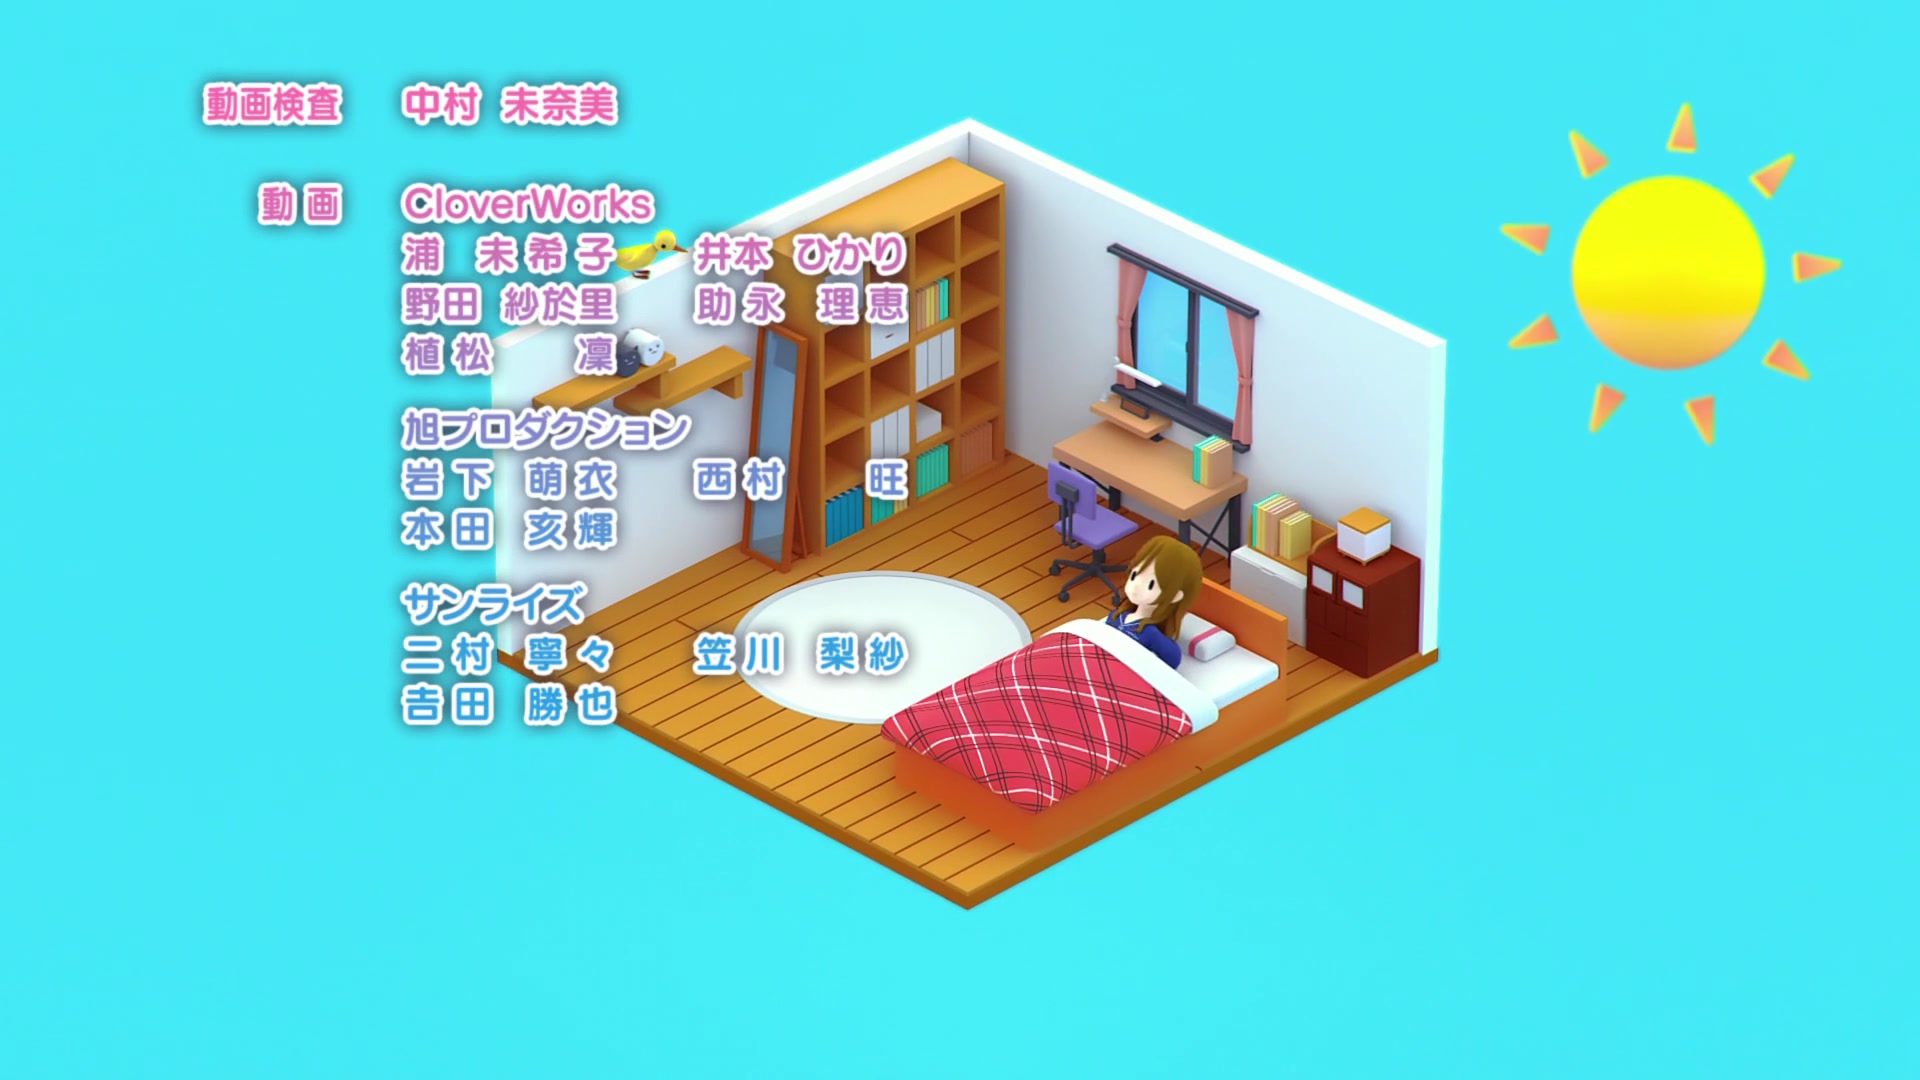 動画検査 中村 未奈美
動画 CloverWorks
浦 未希子 井本 ひかり
野田 紗於里 助永 理恵
植松 凜
旭プロダクション
岩下 萌衣 西村 旺
本田 亥輝
サンライズ
二村 寧々 笠川 梨紗
𠮷田 勝也